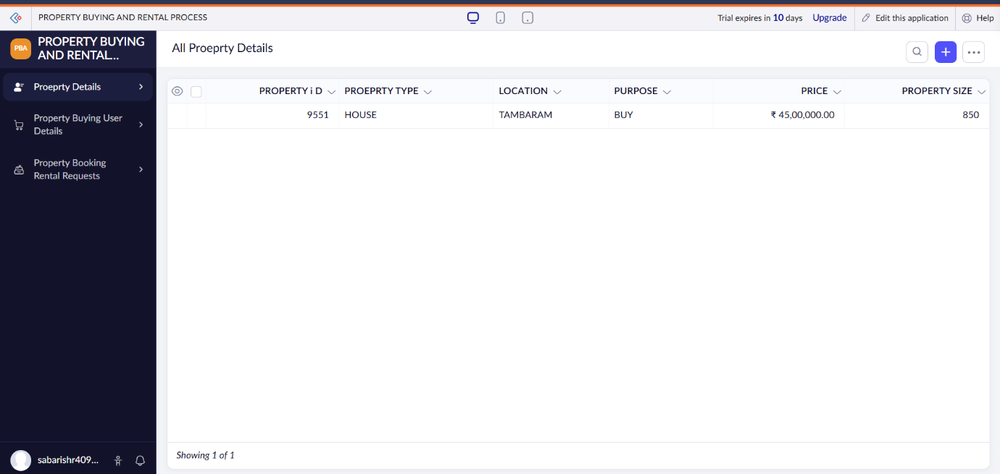 PROPERTY BUYING AND RENTAL PROCESS
Trial expires in 10 days Upgrade Edit this application Help
PBA
PROPERTY BUYING
AND RENTAL...
Proeprty Details
Property Buying User
Details
Property Booking
Rental Requests
sabarishr409...
All Proeprty Details
PROPERTY i D PROEPRTY TYPE LOCATION PURPOSE PRICE PROPERTY SIZE
9551 HOUSE TAMBARAM BUY ₹ 45,00,000.00 850
Showing 1 of 1